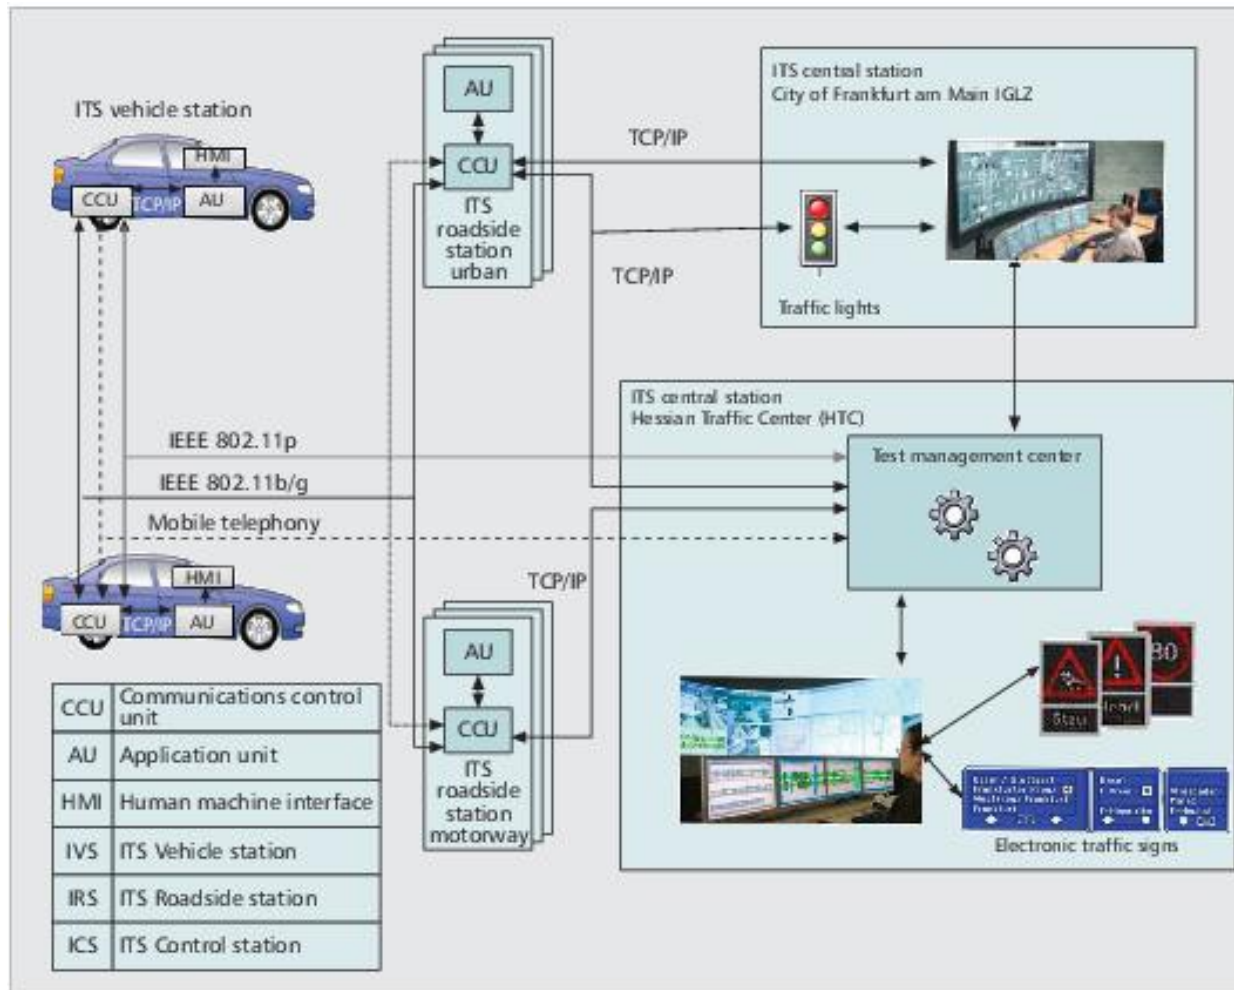 ITS vehicle station
HMI
CCU
TCP/IP
AU
AU
CCU
ITS
roadside
station
urban
TCP/IP
TCP/IP
ITS central station
City of Frankfurt am Main IGLZ
Traffic lights
ITS central station
Hessian Traffic Center (HTC)
Test management center
IEEE 802.11p
IEEE 802.11b/g
Mobile telephony
TCP/IP
HMI
CCU
TCP/IP
AU
AU
CCU
ITS
roadside
station
motorway
80
Stau
Electronic traffic signs
CCU Communications control
unit
AU Application unit
HMI Human machine interface
IVS ITS Vehicle station
IRS ITS Roadside station
ICS ITS Control station